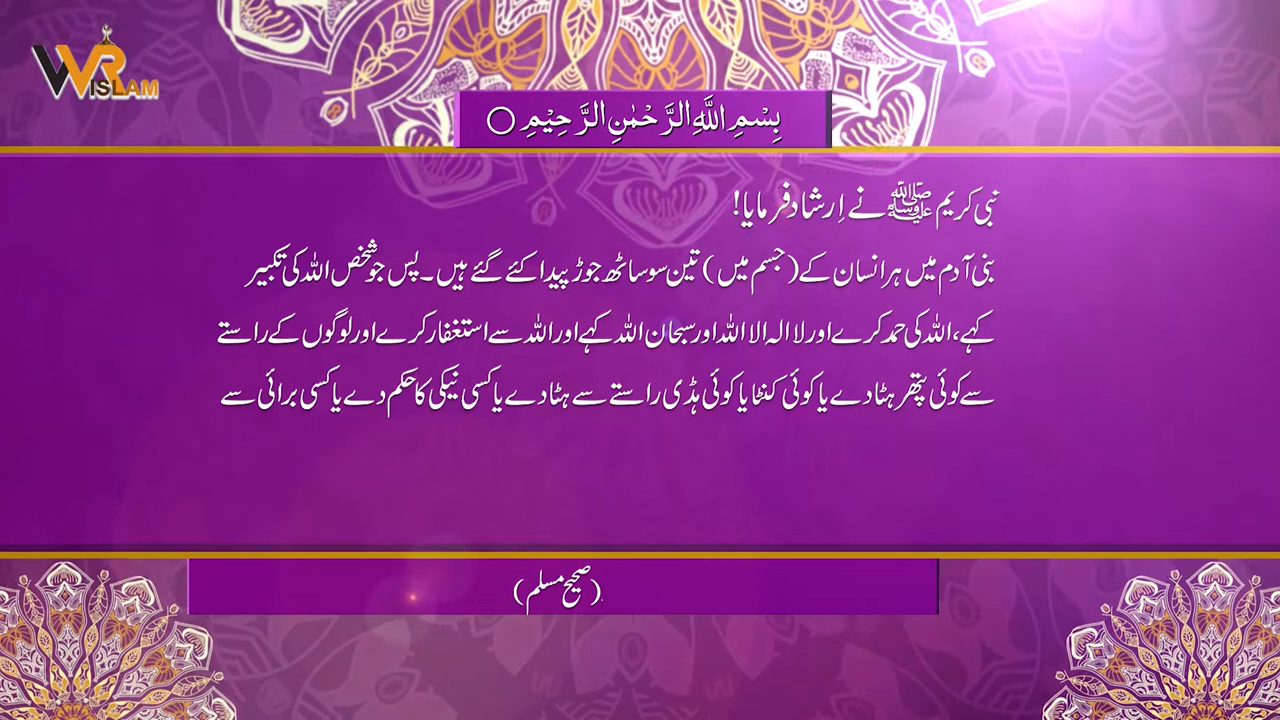 WR
ISLAM
بِسْمِ اللَّهِ الرَّحْمٰنِ الرَّحِيْمِ ○
نبی کریم ﷺ نے اِرشاد فرمایا!
بنی آدم میں ہر انسان کے (جسم میں) تین سو ساٹھ جوڑ پیدا کئے گئے ہیں۔ پس جو شخص اللہ کی تکبیر
کہے، اللہ کی حمد کرے اور لا الہ الا اللہ اور سبحان اللہ کہے اور اللہ سے استغفار کرے اور لوگوں کے راستے
سے کوئی پتھر ہٹا دے یا کوئی کنٹا یا کوئی ہڈی راستے سے ہٹا دے یا کسی نیکی کا حکم دے یا کسی برائی سے
(صحیح مسلم)